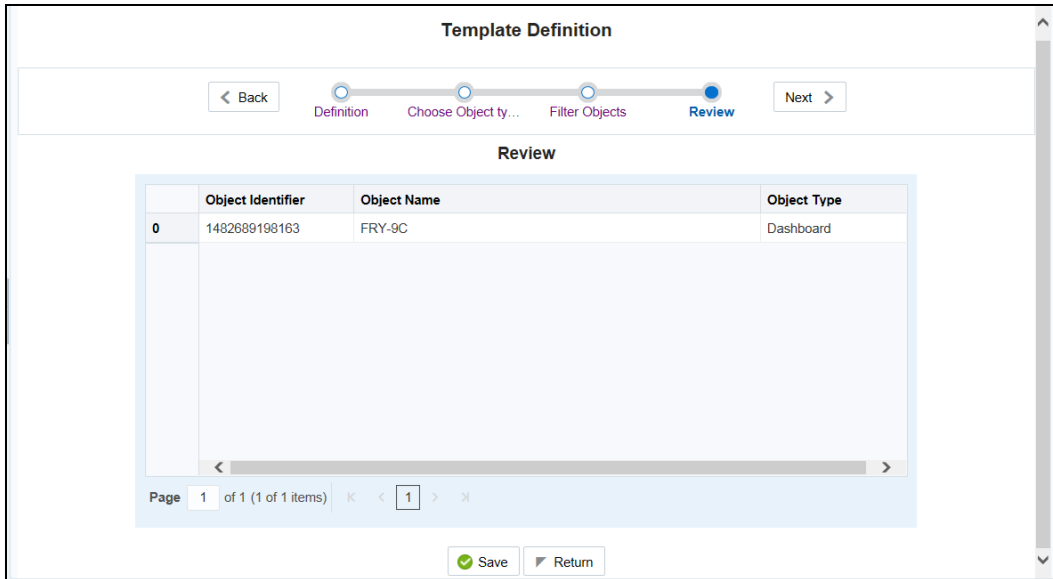 Template Definition
Back
Next
Definition
Choose Object ty...
Filter Objects
Review
Review
Object Identifier Object Name Object Type
0 1482689198163 FRY-9C Dashboard
Page 1 of 1 (1 of 1 items) K < 1 > >|
Save Return